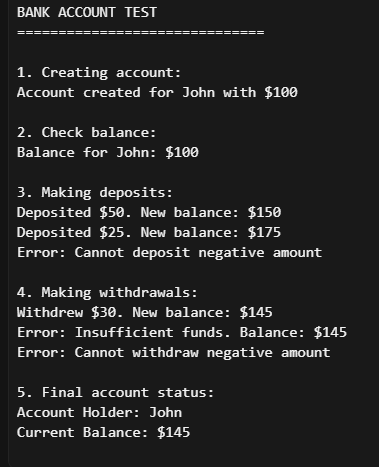 BANK ACCOUNT TEST
==============================
1. Creating account:
Account created for John with $100
2. Check balance:
Balance for John: $100
3. Making deposits:
Deposited $50. New balance: $150
Deposited $25. New balance: $175
Error: Cannot deposit negative amount
4. Making withdrawals:
Withdrew $30. New balance: $145
Error: Insufficient funds. Balance: $145
Error: Cannot withdraw negative amount
5. Final account status:
Account Holder: John
Current Balance: $145